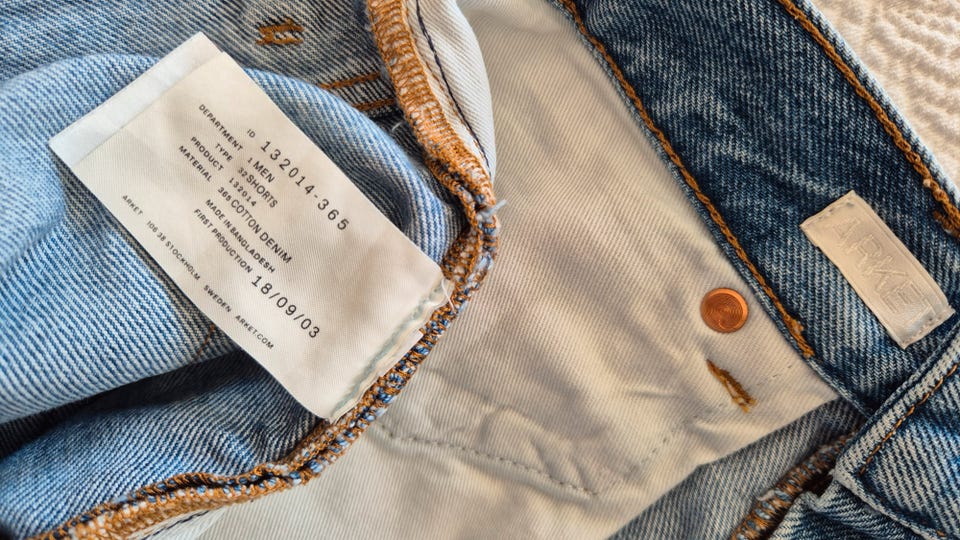 ID 132014-365
DEPARTMENT 1 MEN
TYPE 32 SHORTS
PRODUCT 132014
MATERIAL 365 COTTON DENIM
MADE IN BANGLADESH
FIRST PRODUCTION 18/09/03
ARKET 106 38 STOCKHOLM SWEDEN ARKET.COM
ARKET